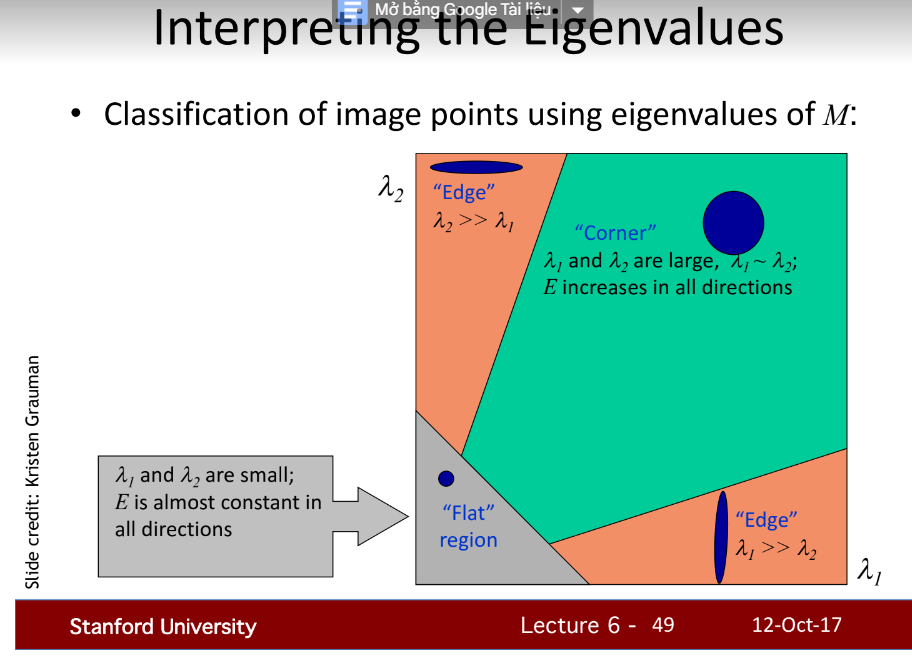 Mở bằng Google Tài liệu
Interpreting the Eigenvalues
• Classification of image points using eigenvalues of M:
λ2
“Edge”
λ2 >> λ1
“Corner”
λ1 and λ2 are large, λ1 ~ λ2;
E increases in all directions
λ1 and λ2 are small;
E is almost constant in
all directions
“Flat”
region
“Edge”
λ1 >> λ2
λ1
Slide credit: Kristen Grauman
Stanford University
Lecture 6 - 49
12-Oct-17